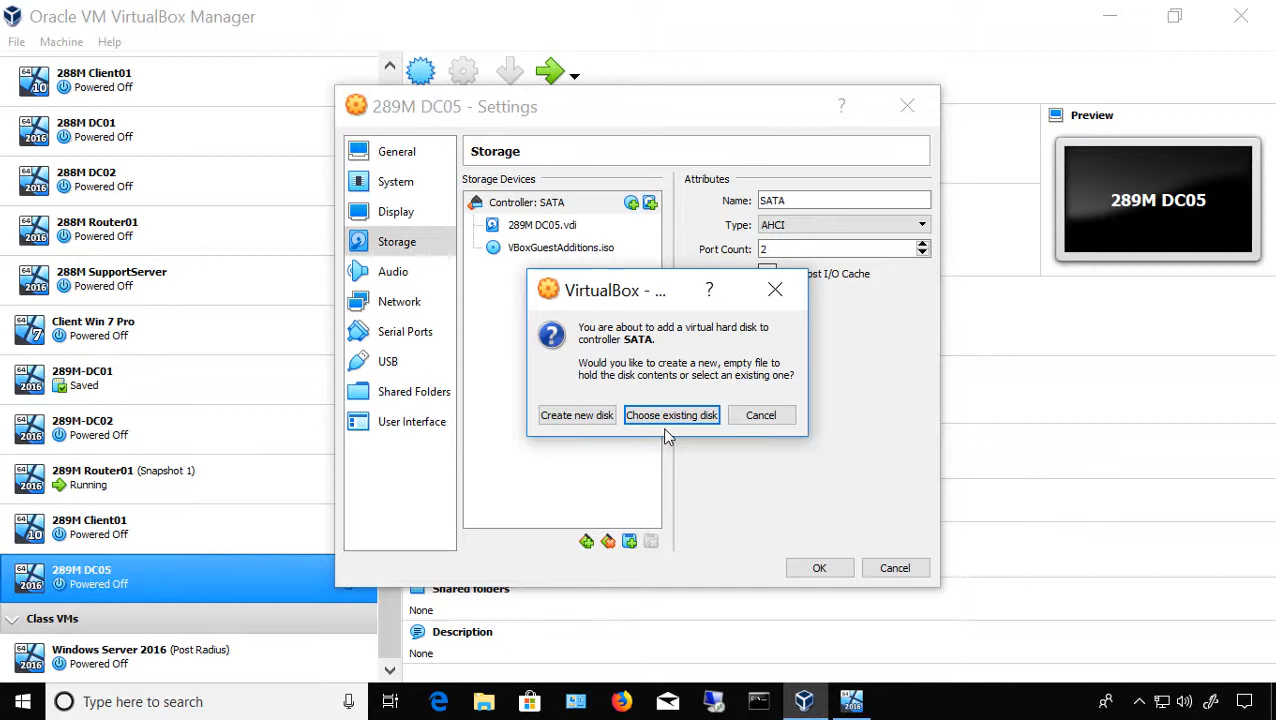 Oracle VM VirtualBox Manager
File Machine Help
288M Client01
Powered Off
288M DC01
Powered Off
288M DC02
Powered Off
288M Router01
Powered Off
288M SupportServer
Powered Off
Client Win 7 Pro
Powered Off
289M-DC01
Saved
289M-DC02
Powered Off
289M Router01 (Snapshot 1)
Running
289M Client01
Powered Off
289M DC05
Powered Off
Class VMs
Windows Server 2016 (Post Radius)
Powered Off
289M DC05 - Settings
?
General
System
Display
Storage
Audio
Network
Serial Ports
USB
Shared Folders
User Interface
Storage
Storage Devices
Controller: SATA
289M DC05.vdi
VBoxGuestAdditions.iso
Attributes
Name: SATA
Type: AHCI
Port Count: 2
ost I/O Cache
VirtualBox - ... ?
You are about to add a virtual hard disk to
controller SATA.
Would you like to create a new, empty file to
hold the disk contents or select an existing one?
Create new disk Choose existing disk Cancel
OK Cancel
Preview
289M DC05
Shared folders
None
Description
None
Type here to search